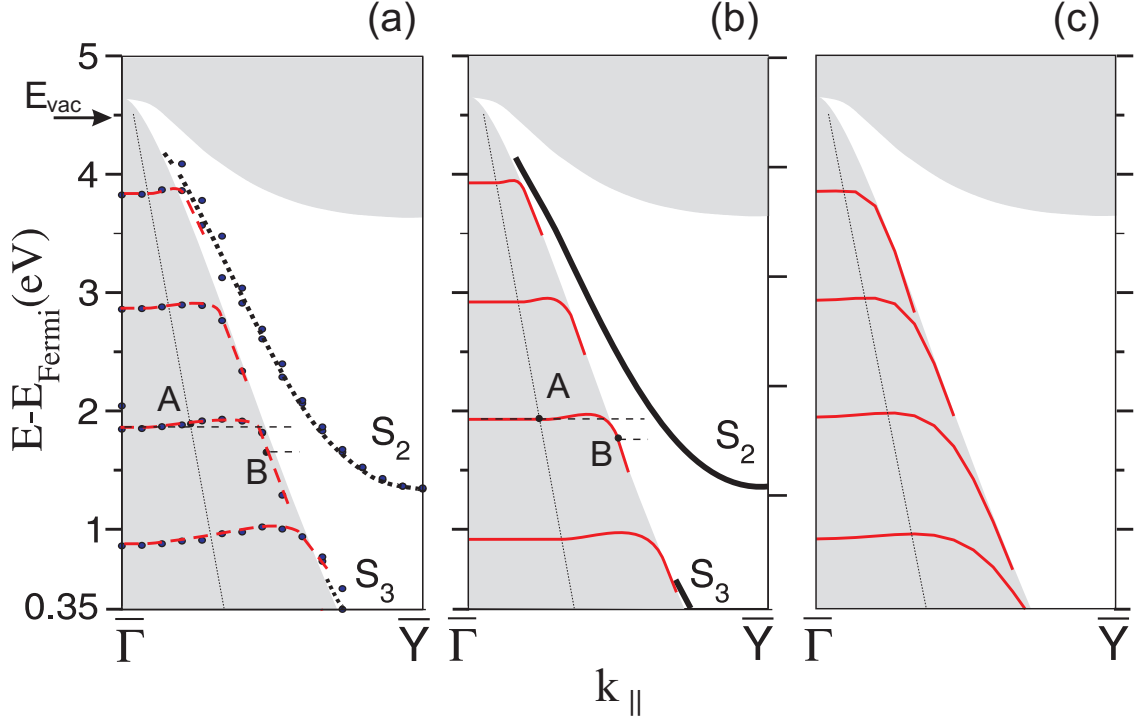 (a) (b) (c)
5
E_vac
4
3
2
1
0.35
E-E_Fermi(eV)
A
B
S_2
S_3
A
B
S_2
S_3
Γ̅ Y̅ Γ̅ Y̅ Γ̅ Y̅
k_||